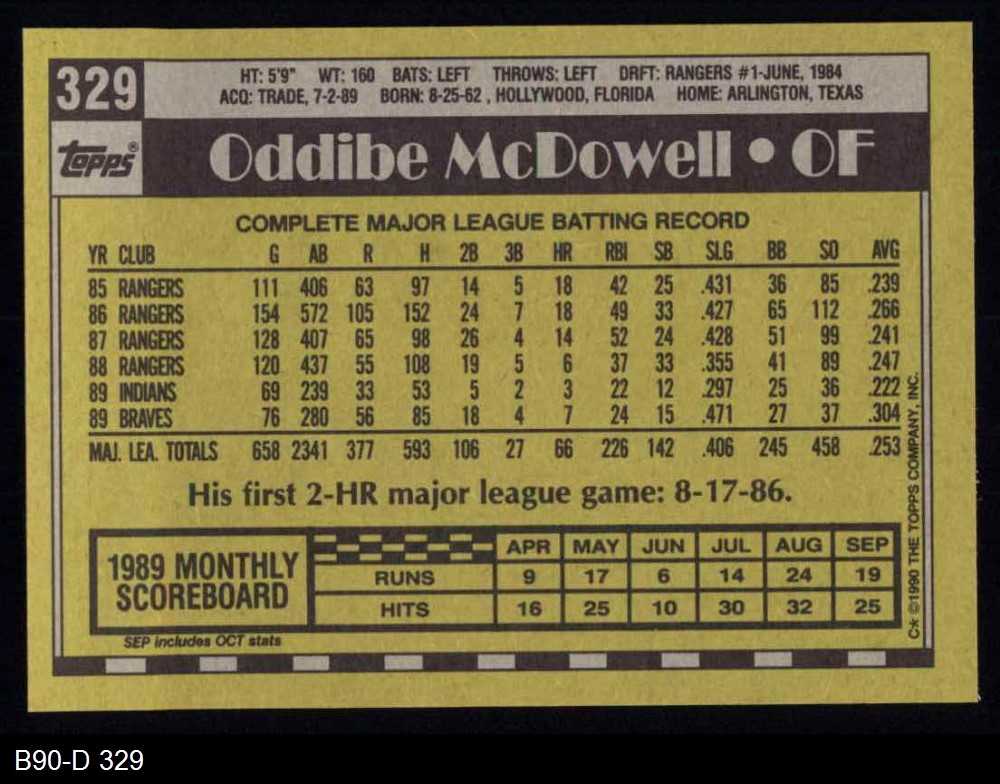 329
HT: 5'9" WT: 160 BATS: LEFT THROWS: LEFT DRFT: RANGERS #1-JUNE, 1984
ACQ: TRADE, 7-2-89 BORN: 8-25-62 , HOLLYWOOD, FLORIDA HOME: ARLINGTON, TEXAS
topps®
Oddibe McDowell • OF
COMPLETE MAJOR LEAGUE BATTING RECORD
YR CLUB G AB R H 2B 3B HR RBI SB SLG BB SO AVG
85 RANGERS 111 406 63 97 14 5 18 42 25 .431 36 85 .239
86 RANGERS 154 572 105 152 24 7 18 49 33 .427 65 112 .266
87 RANGERS 128 407 65 98 26 4 14 52 24 .428 51 99 .241
88 RANGERS 120 437 55 108 19 5 6 37 33 .355 41 89 .247
89 INDIANS 69 239 33 53 5 2 3 22 12 .297 25 36 .222
89 BRAVES 76 280 56 85 18 4 7 24 15 .471 27 37 .304
MAJ. LEA. TOTALS 658 2341 377 593 106 27 66 226 142 .406 245 458 .253
His first 2-HR major league game: 8-17-86.
1989 MONTHLY
SCOREBOARD
APR MAY JUN JUL AUG SEP
RUNS 9 17 6 14 24 19
HITS 16 25 10 30 32 25
SEP includes OCT stats
C* ©1990 THE TOPPS COMPANY, INC.
B90-D 329